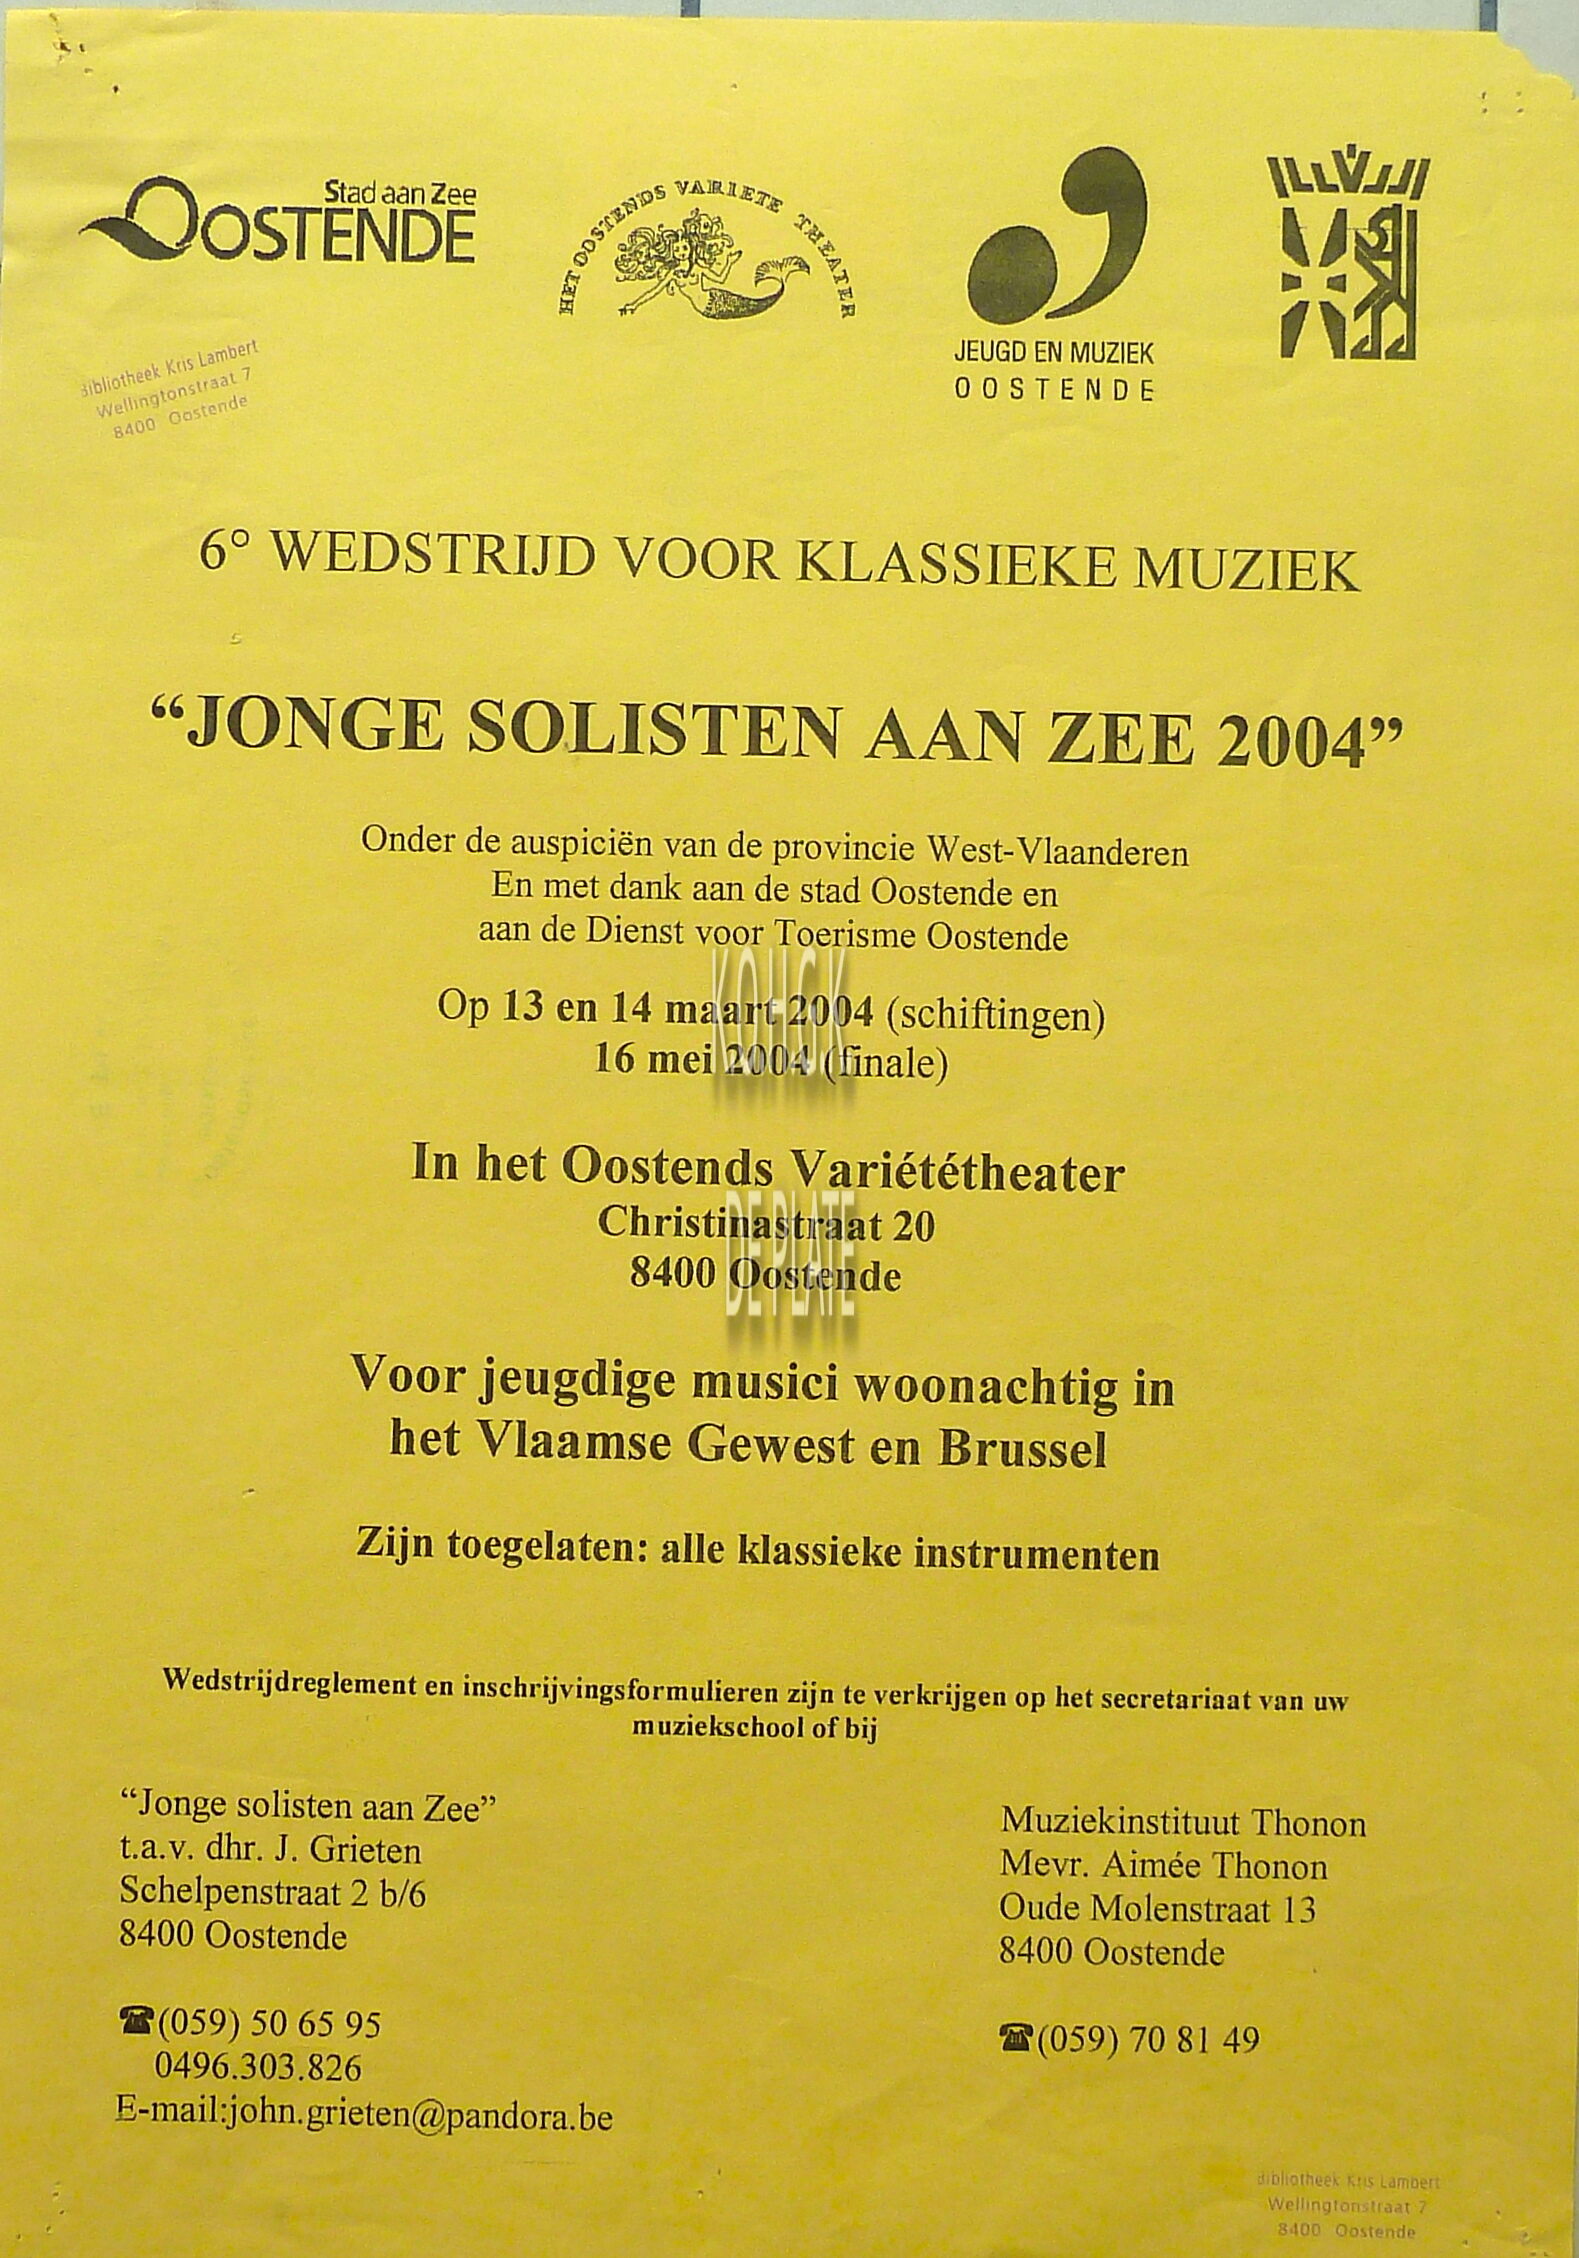 Stad aan Zee
OOSTENDE
HET OOSTENDS VARIETE THEATER
JEUGD EN MUZIEK
OOSTENDE
Bibliotheek Kris Lambert
Wellingtonstraat 7
8400 Oostende
6° WEDSTRIJD VOOR KLASSIEKE MUZIEK
“JONGE SOLISTEN AAN ZEE 2004”
Onder de auspiciën van de provincie West-Vlaanderen
En met dank aan de stad Oostende en
aan de Dienst voor Toerisme Oostende
Op 13 en 14 maart 2004 (schiftingen)
16 mei 2004 (finale)
KOHGK
In het Oostends Variététheater
Christinastraat 20
8400 Oostende
DE PLATE
Voor jeugdige musici woonachtig in
het Vlaamse Gewest en Brussel
Zijn toegelaten: alle klassieke instrumenten
Wedstrijdreglement en inschrijvingsformulieren zijn te verkrijgen op het secretariaat van uw
muziekschool of bij
“Jonge solisten aan Zee”
t.a.v. dhr. J. Grieten
Schelpenstraat 2 b/6
8400 Oostende
☎(059) 50 65 95
0496.303.826
E-mail:john.grieten@pandora.be
Muziekinstituut Thonon
Mevr. Aimée Thonon
Oude Molenstraat 13
8400 Oostende
☎(059) 70 81 49
Bibliotheek Kris Lambert
Wellingtonstraat 7
8400 Oostende